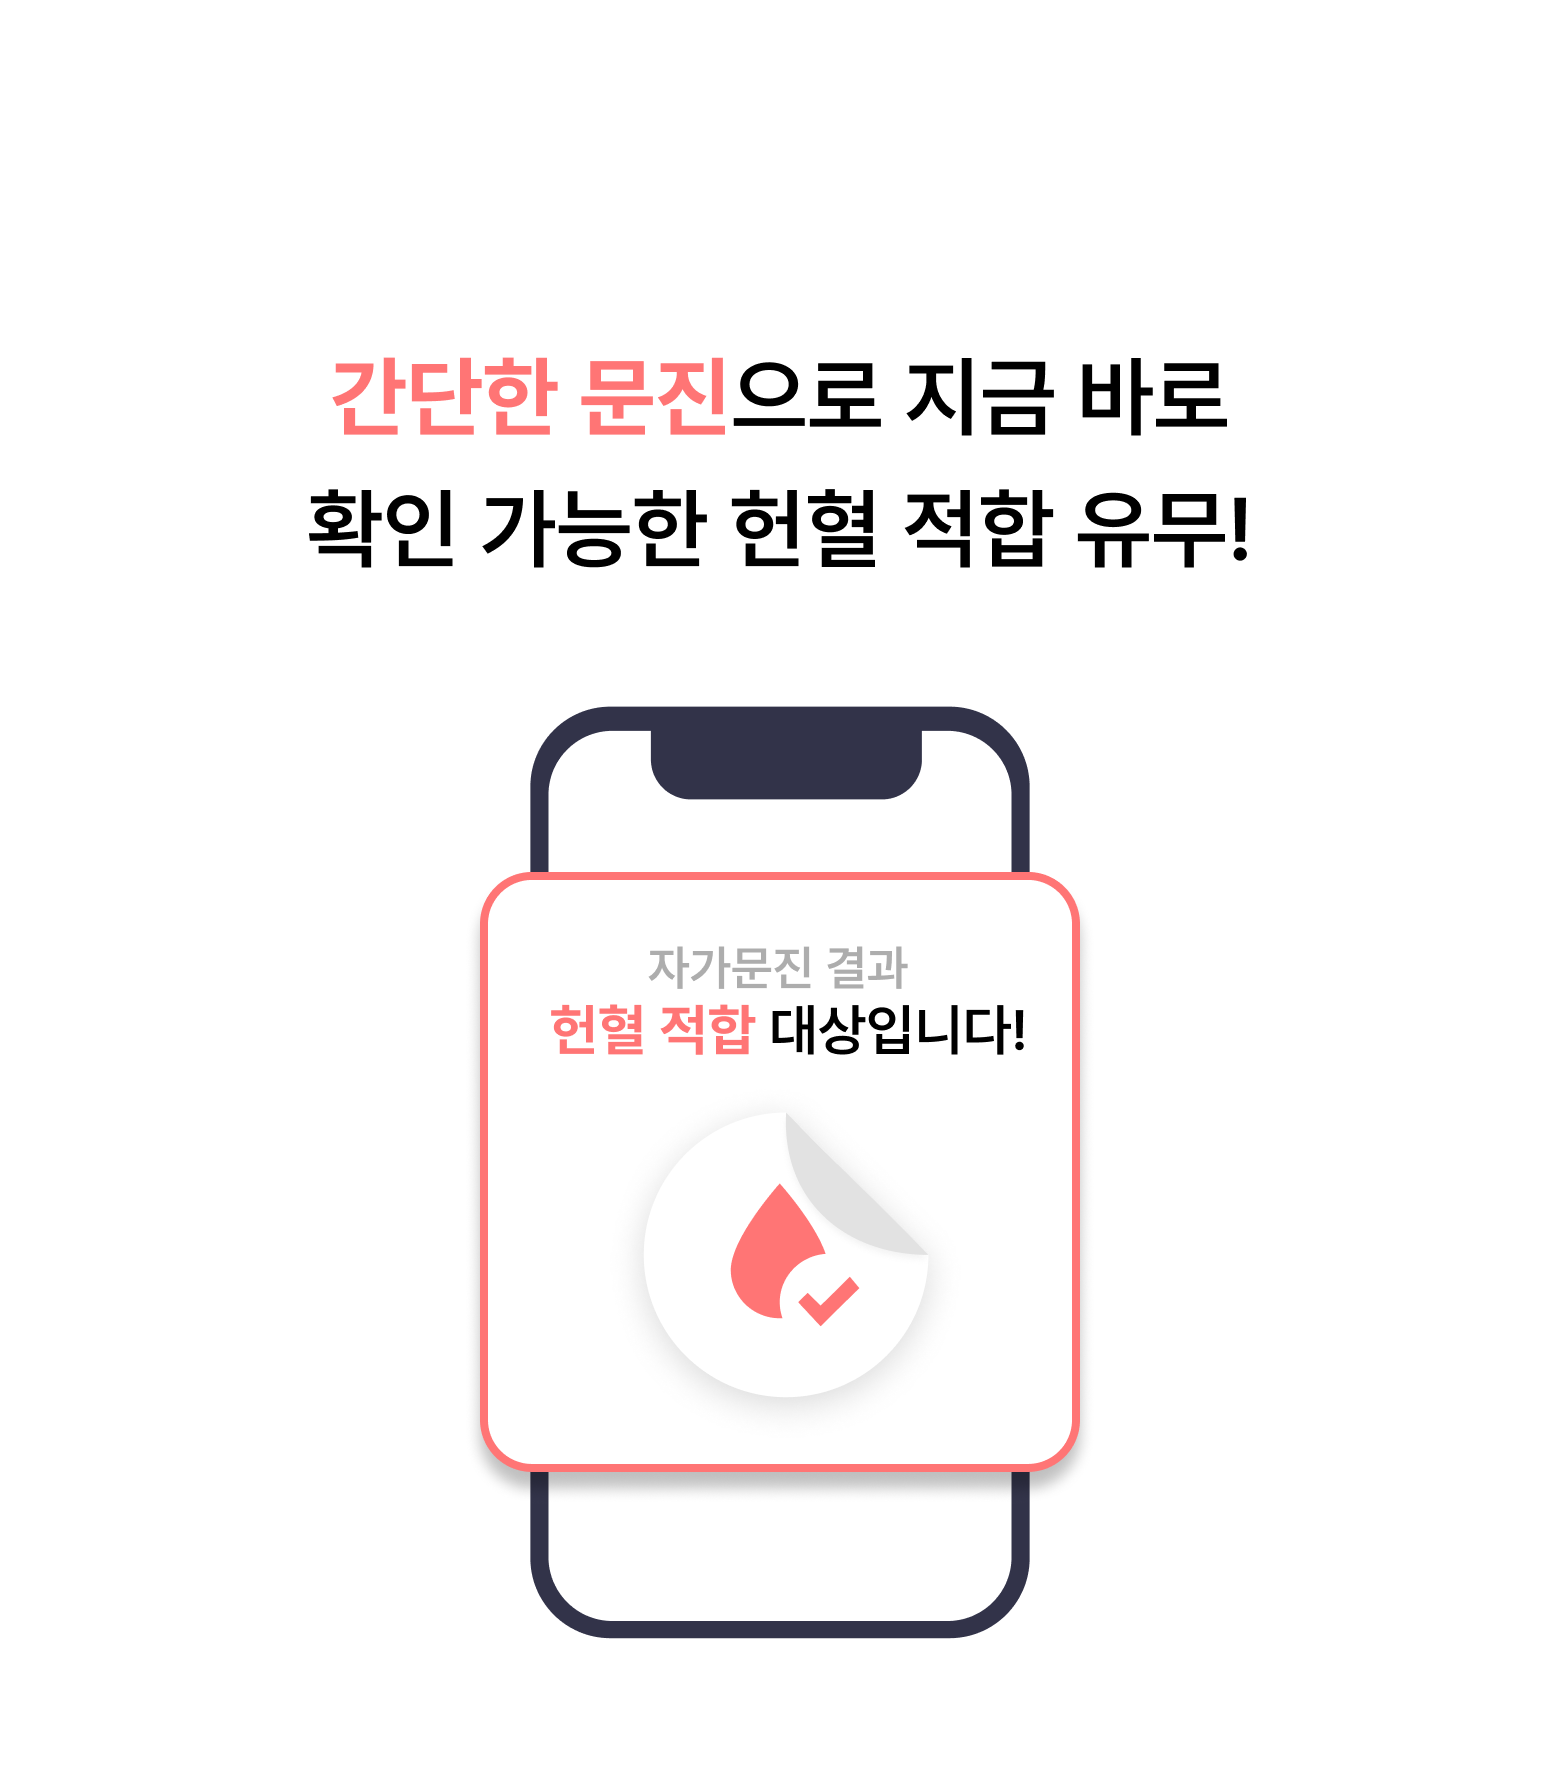 간단한 문진으로 지금 바로
확인 가능한 헌혈 적합 유무!
자가문진 결과
헌혈 적합 대상입니다!